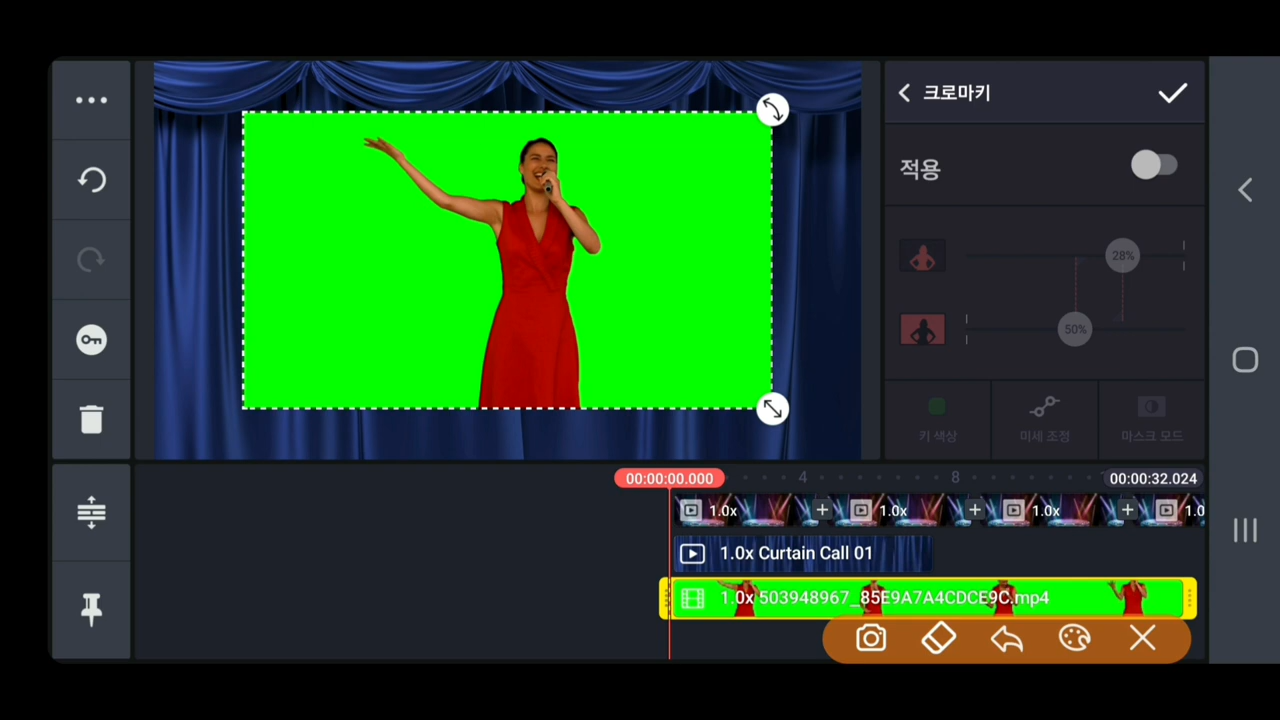 크로마키
적용
28%
50%
키 색상
미세 조정
마스크 모드
00:00:00.000
4
8
00:00:32.024
1.0x
1.0x
1.0x
1.0
1.0x Curtain Call 01
1.0x 503948967_85E9A7A4CDCE9C.mp4